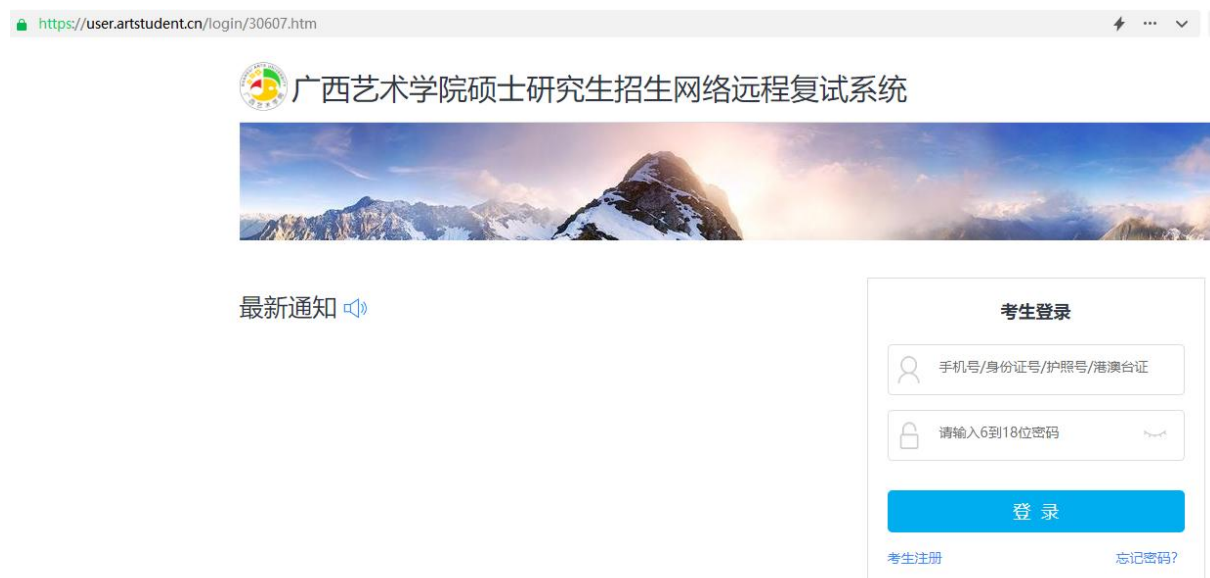 https://user.artstudent.cn/login/30607.htm
广西艺术学院硕士研究生招生网络远程复试系统
最新通知
考生登录
手机号/身份证号/护照号/港澳台证
请输入6到18位密码
登 录
考生注册 忘记密码?